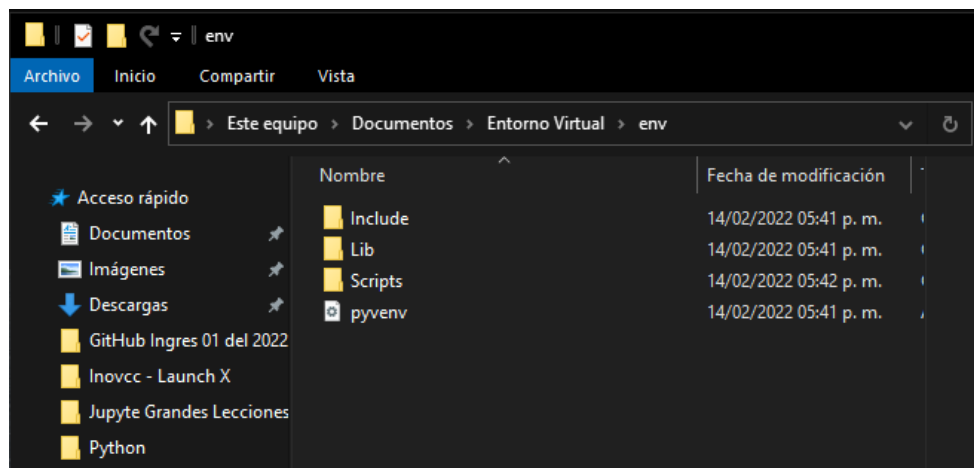 env
Archivo Inicio Compartir Vista
Este equipo > Documentos > Entorno Virtual > env
Nombre Fecha de modificación
Acceso rápido
Include 14/02/2022 05:41 p. m.
Documentos
Lib 14/02/2022 05:41 p. m.
Imágenes
Scripts 14/02/2022 05:42 p. m.
Descargas
pyvenv 14/02/2022 05:41 p. m.
GitHub Ingres 01 del 2022
Inovcc - Launch X
Jupyte Grandes Lecciones
Python